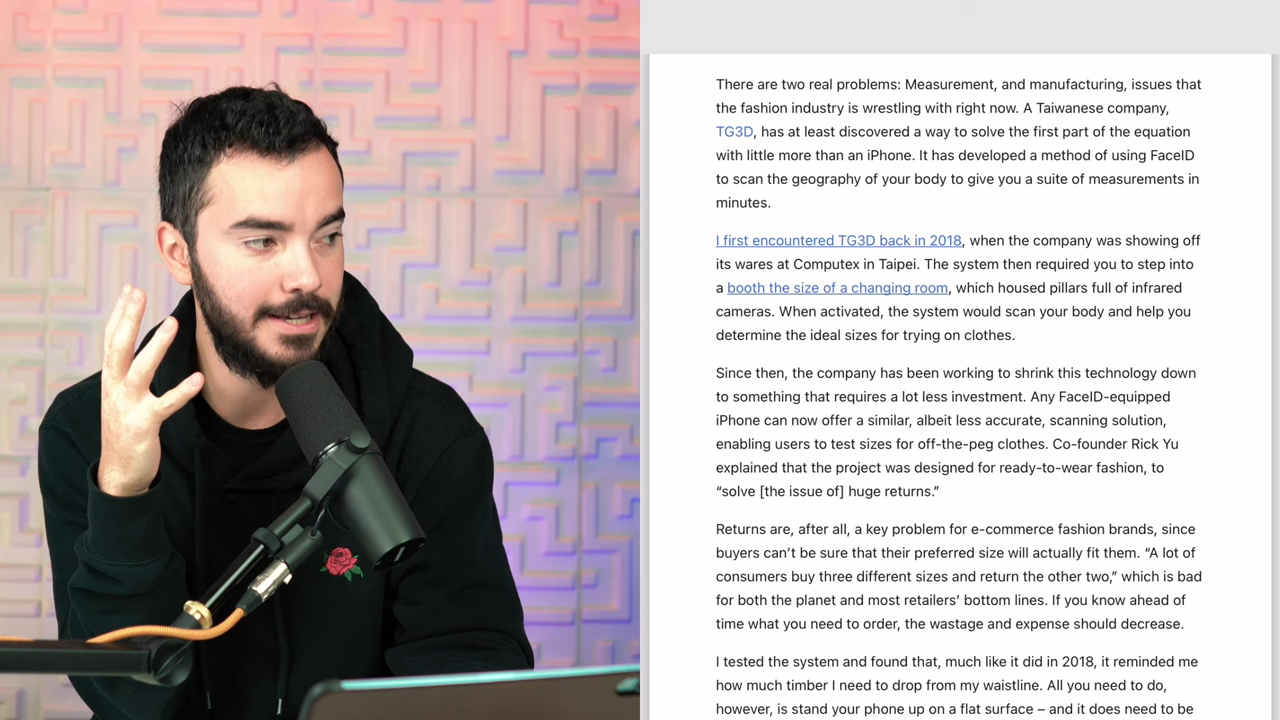 There are two real problems: Measurement, and manufacturing, issues that
the fashion industry is wrestling with right now. A Taiwanese company,
TG3D, has at least discovered a way to solve the first part of the equation
with little more than an iPhone. It has developed a method of using FaceID
to scan the geography of your body to give you a suite of measurements in
minutes.
I first encountered TG3D back in 2018, when the company was showing off
its wares at Computex in Taipei. The system then required you to step into
a booth the size of a changing room, which housed pillars full of infrared
cameras. When activated, the system would scan your body and help you
determine the ideal sizes for trying on clothes.
Since then, the company has been working to shrink this technology down
to something that requires a lot less investment. Any FaceID-equipped
iPhone can now offer a similar, albeit less accurate, scanning solution,
enabling users to test sizes for off-the-peg clothes. Co-founder Rick Yu
explained that the project was designed for ready-to-wear fashion, to
“solve [the issue of] huge returns.”
Returns are, after all, a key problem for e-commerce fashion brands, since
buyers can’t be sure that their preferred size will actually fit them. “A lot of
consumers buy three different sizes and return the other two,” which is bad
for both the planet and most retailers’ bottom lines. If you know ahead of
time what you need to order, the wastage and expense should decrease.
I tested the system and found that, much like it did in 2018, it reminded me
how much timber I need to drop from my waistline. All you need to do,
however, is stand your phone up on a flat surface – and it does need to be